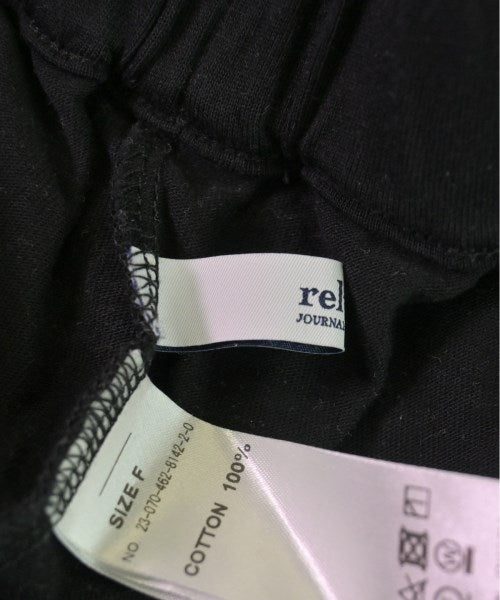 rel
JOURNAL
SIZE F
NO. 23-070-462-8142-2-0
COTTON 100%